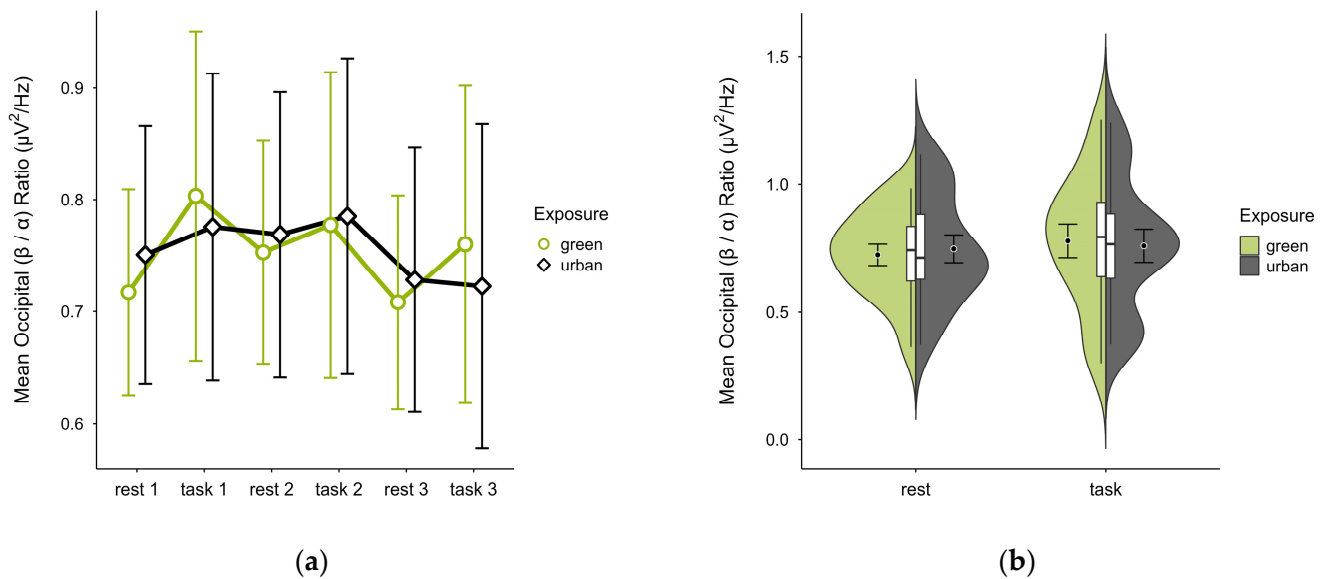 Mean Occipital (β / α) Ratio (μV²/Hz)
0.9
0.8
0.7
0.6
rest 1 task 1 rest 2 task 2 rest 3 task 3
Exposure
green
urban
(a)
Mean Occipital (β / α) Ratio (μV²/Hz)
1.5
1.0
0.5
0.0
rest task
Exposure
green
urban
(b)